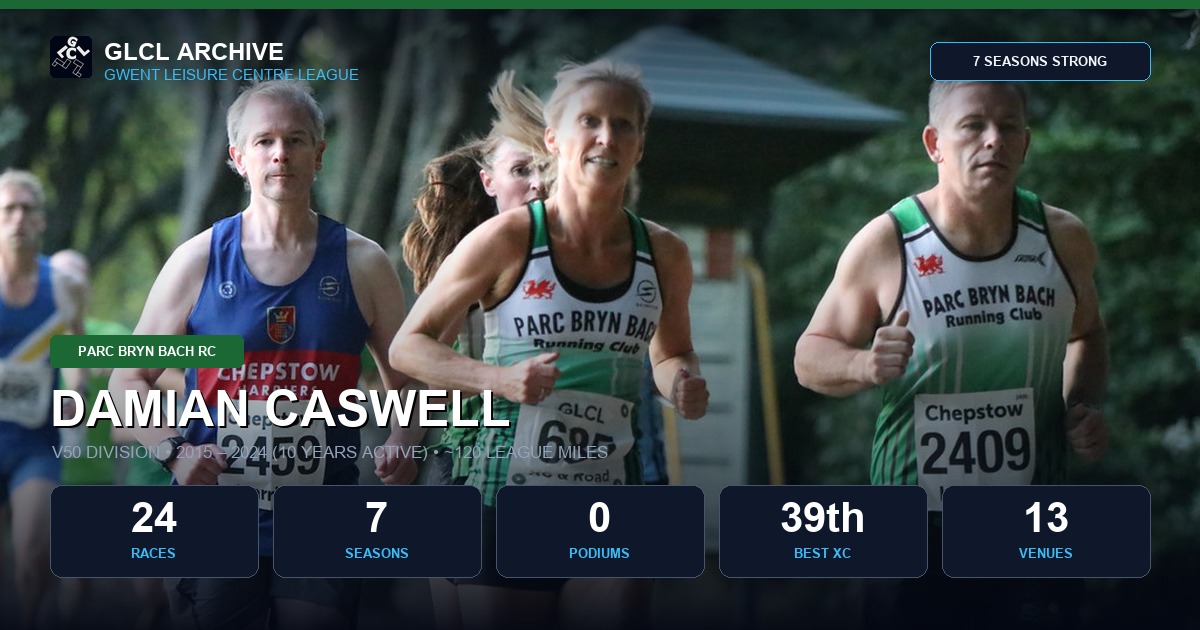 GLCL ARCHIVE
GWENT LEISURE CENTRE LEAGUE
7 SEASONS STRONG
PARC BRYN BACH
Running Club
PARC BRYN BACH
Running Club
PARC BRYN BACH RC
CHEPSTOW
HARRIERS
DAMIAN CASWELL
V50 DIVISION • 2015 – 2024 (10 YEARS ACTIVE) • ~120 LEAGUE MILES
2459
GLCL
685
& Road
Chepstow
2409
24
RACES
7
SEASONS
0
PODIUMS
39th
BEST XC
13
VENUES